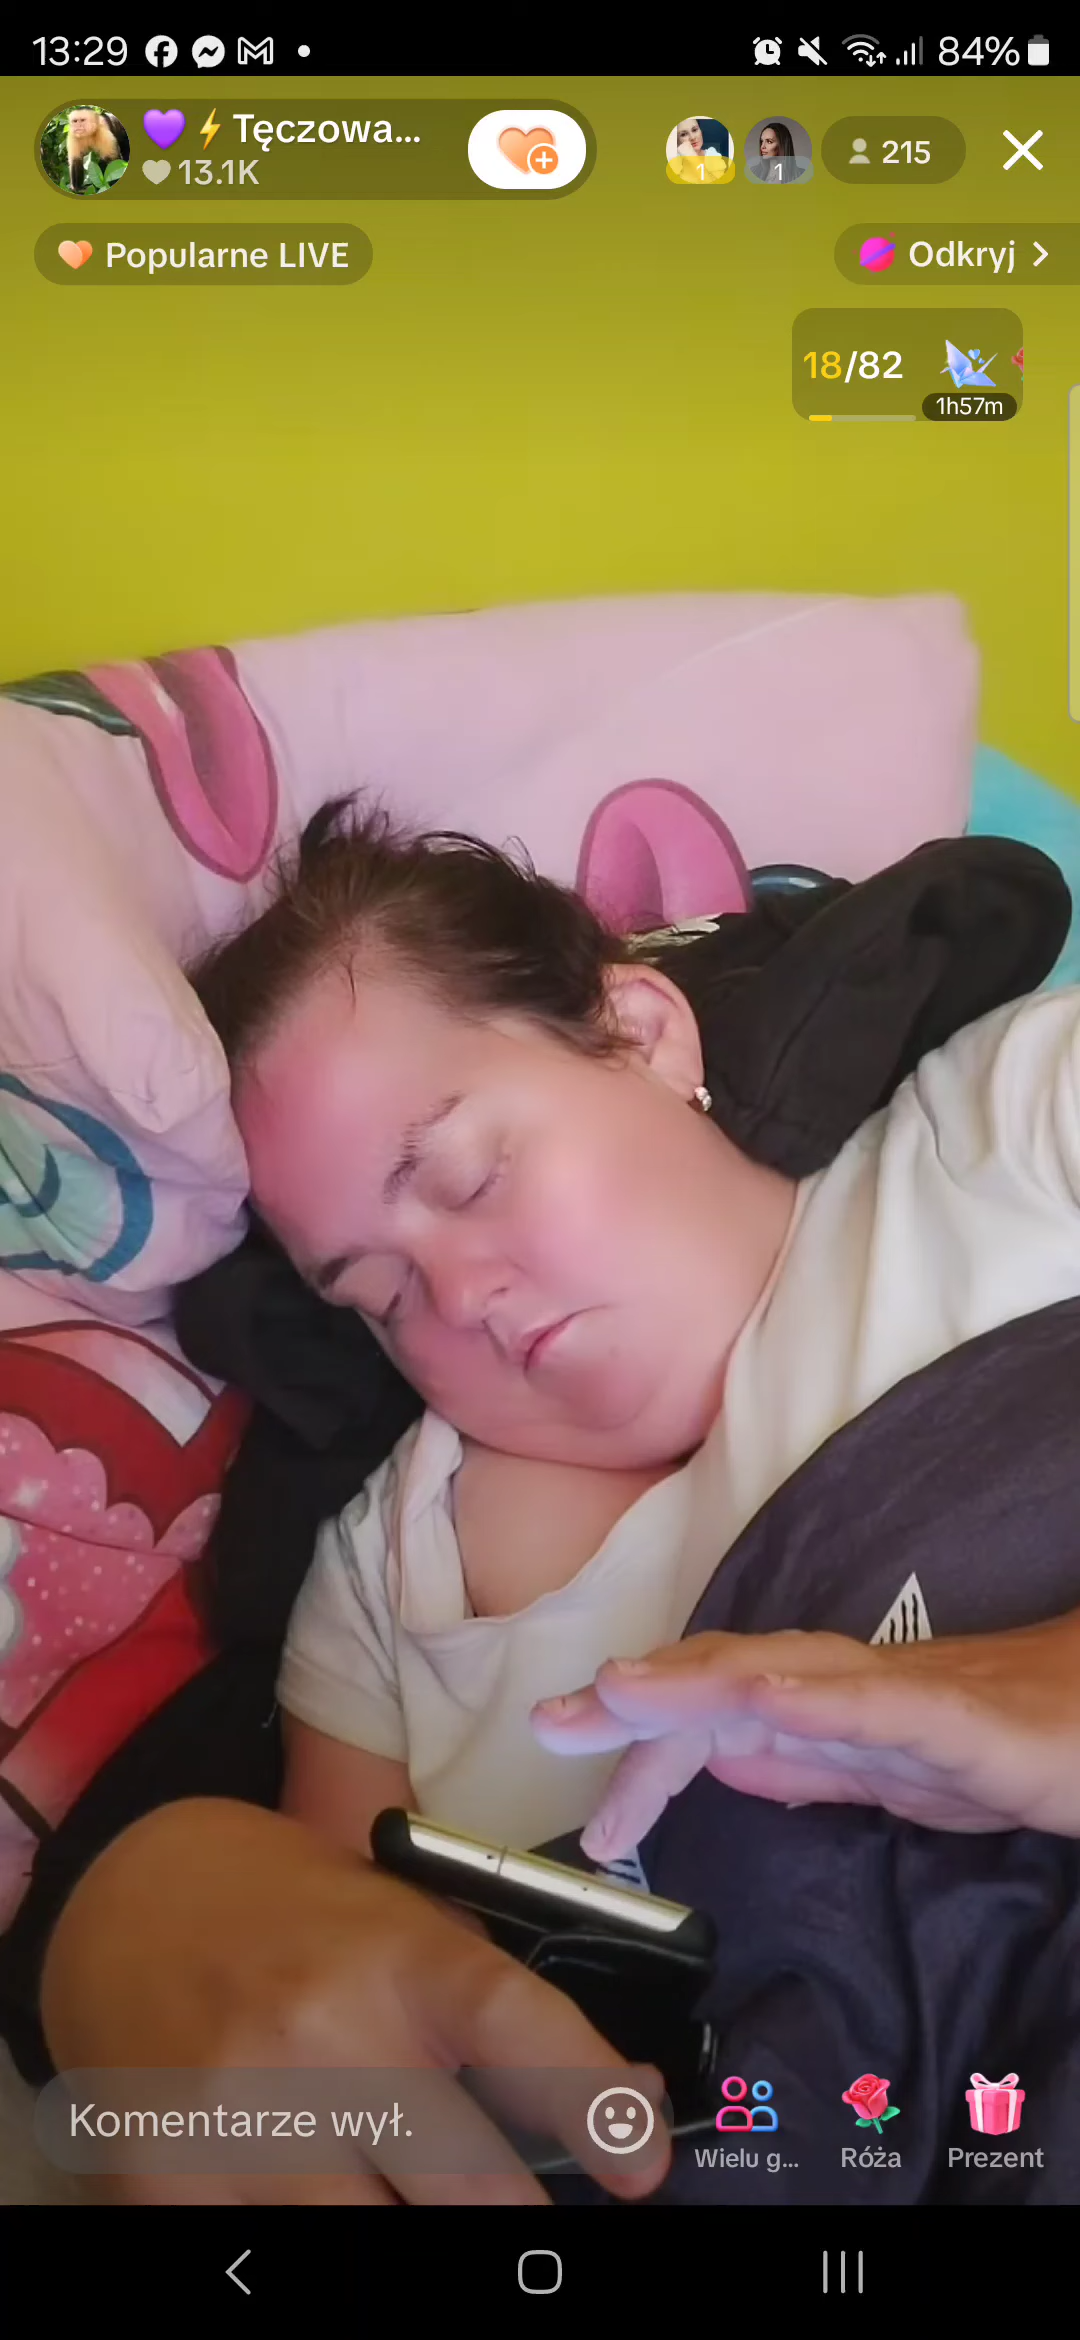 13:29
84%
💜⚡Tęczowa...
13.1K
1
1
215
Popularne LIVE
Odkryj >
18/82
1h57m
Komentarze wył.
Wielu g...
Róża
Prezent